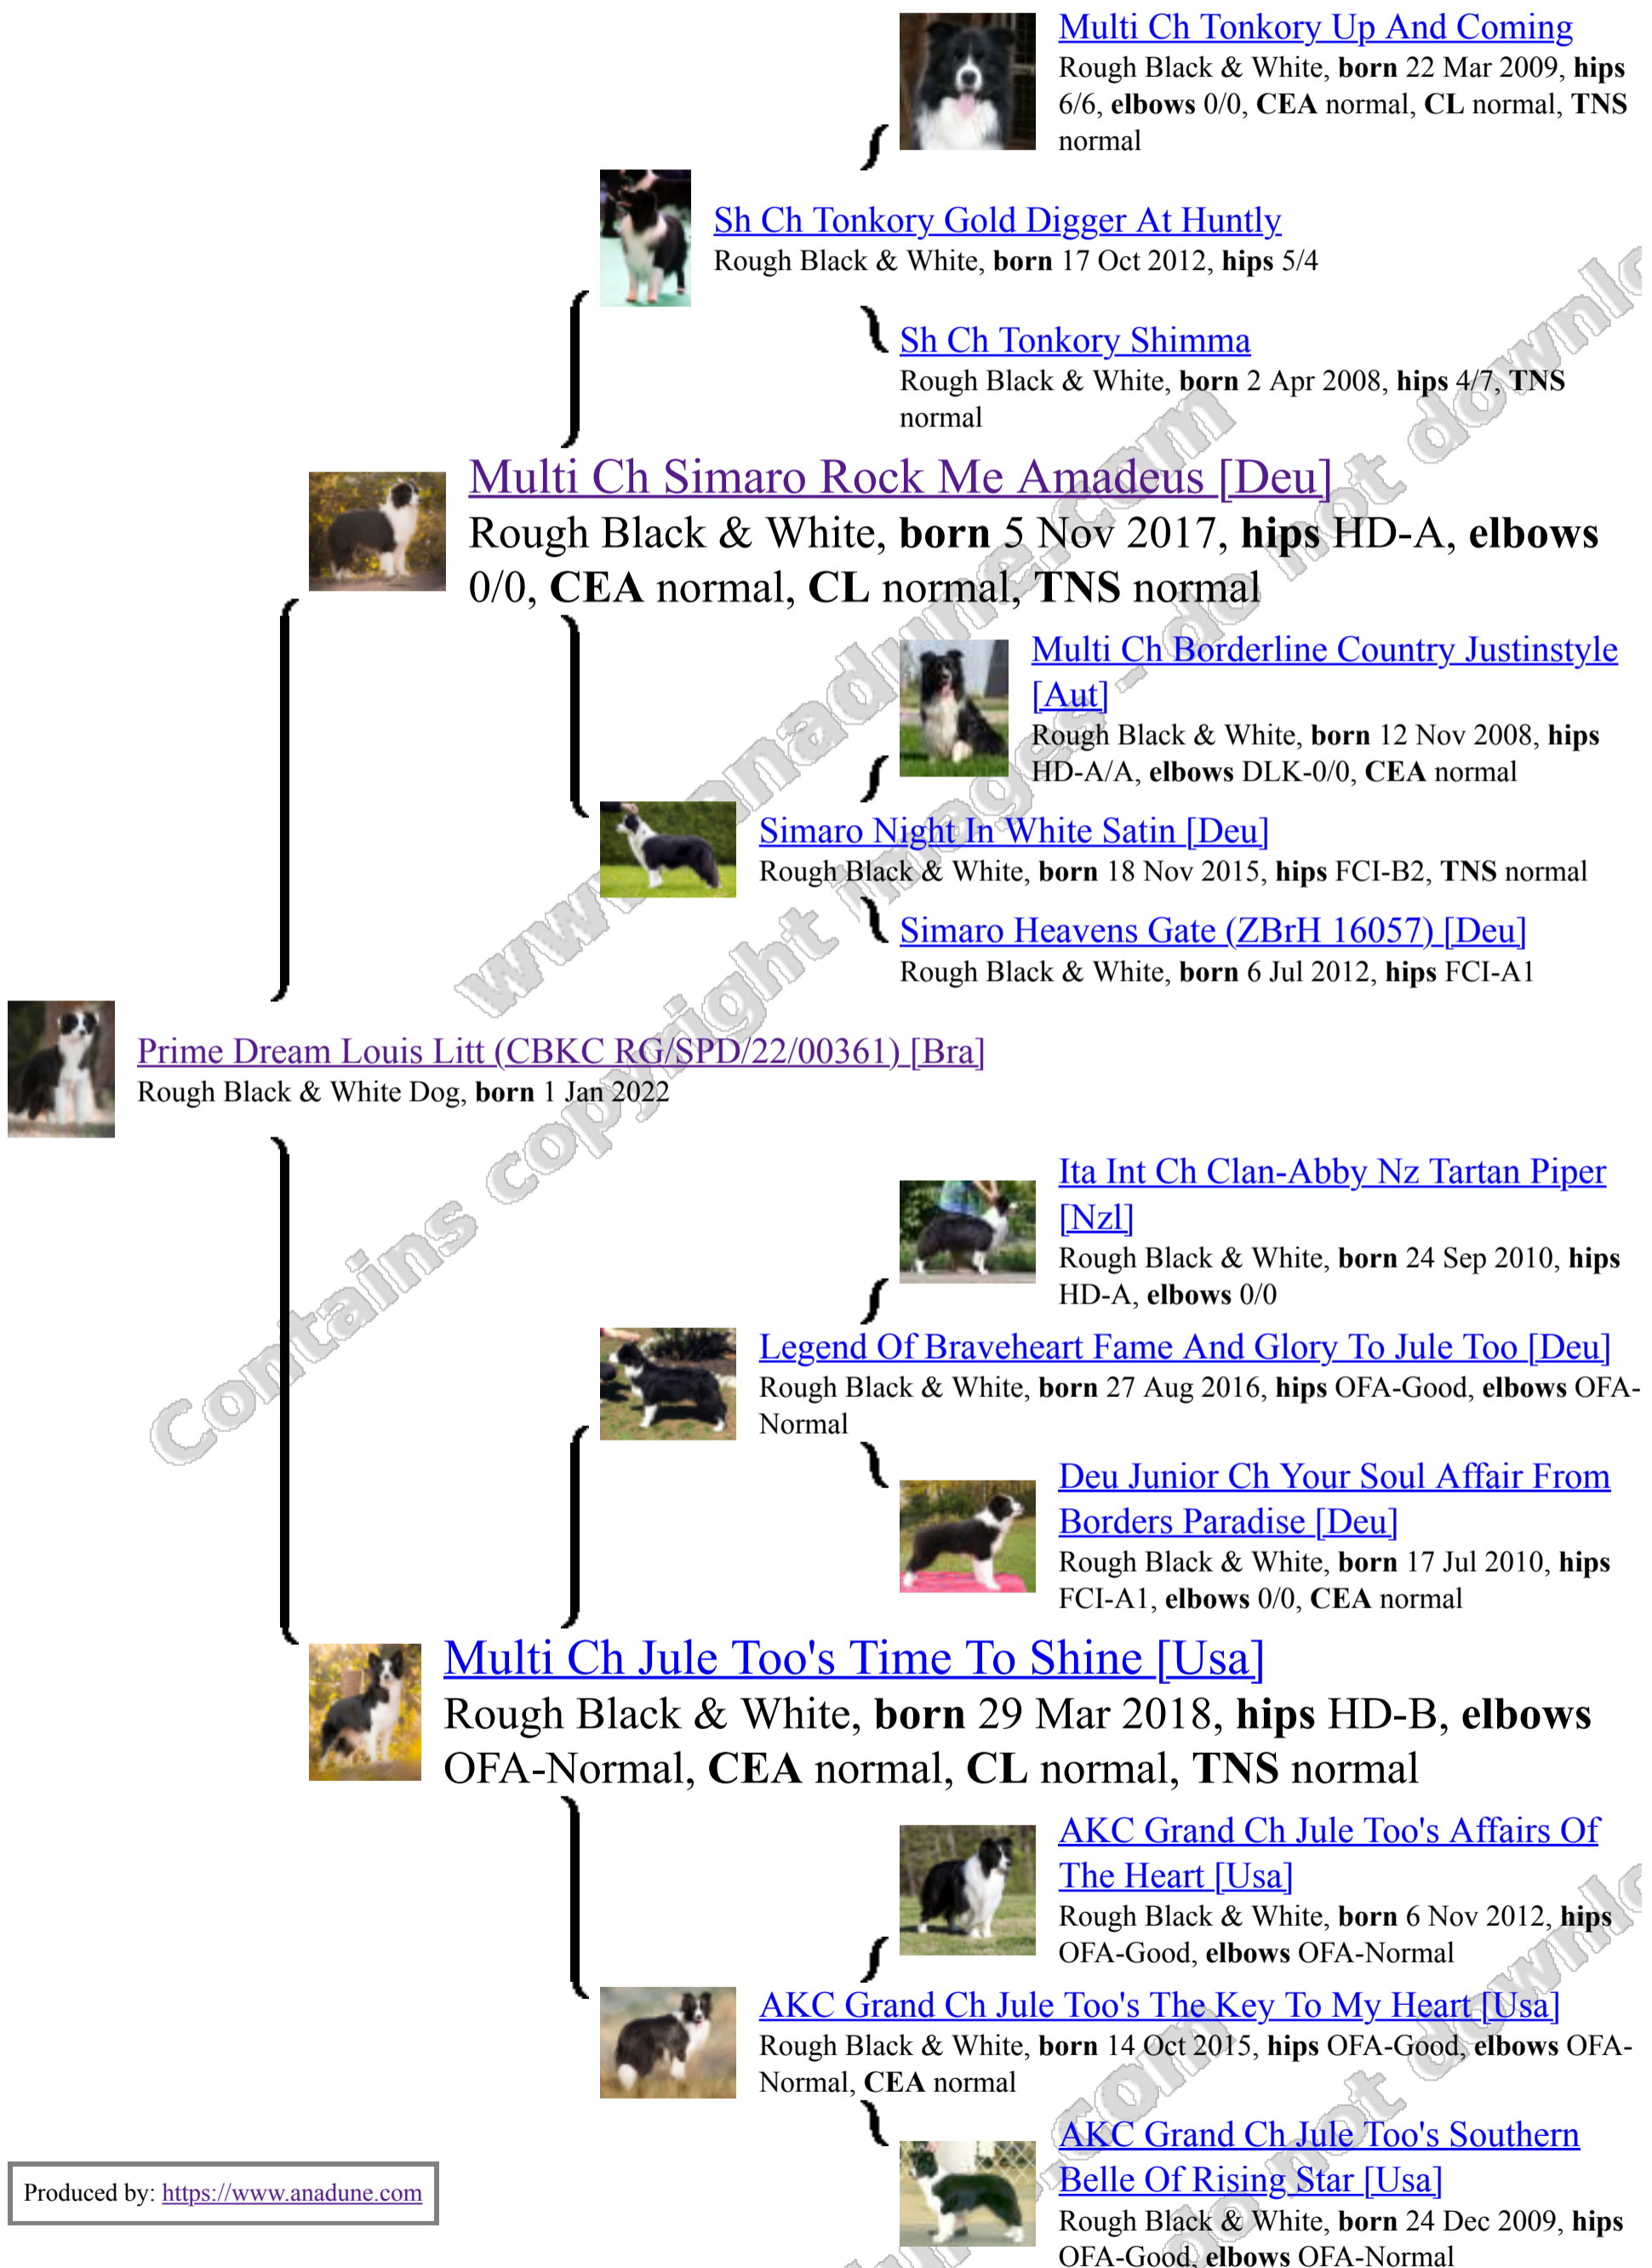 Multi Ch Tonkory Up And Coming
Rough Black & White, born 22 Mar 2009, hips
6/6, elbows 0/0, CEA normal, CL normal, TNS
normal
Sh Ch Tonkory Gold Digger At Huntly
Rough Black & White, born 17 Oct 2012, hips 5/4
Sh Ch Tonkory Shimma
Rough Black & White, born 2 Apr 2008, hips 4/7, TNS
normal
Multi Ch Simaro Rock Me Amadeus [Deu]
Rough Black & White, born 5 Nov 2017, hips HD-A, elbows
0/0, CEA normal, CL normal, TNS normal
Multi Ch Borderline Country Justinstyle
[Aut]
Rough Black & White, born 12 Nov 2008, hips
HD-A/A, elbows DLK-0/0, CEA normal
Simaro Night In White Satin [Deu]
Rough Black & White, born 18 Nov 2015, hips FCI-B2, TNS normal
Simaro Heavens Gate (ZBrH 16057) [Deu]
Rough Black & White, born 6 Jul 2012, hips FCI-A1
Prime Dream Louis Litt (CBKC RG/SPD/22/00361) [Bra]
Rough Black & White Dog, born 1 Jan 2022
Ita Int Ch Clan-Abby Nz Tartan Piper
[Nzl]
Rough Black & White, born 24 Sep 2010, hips
HD-A, elbows 0/0
Legend Of Braveheart Fame And Glory To Jule Too [Deu]
Rough Black & White, born 27 Aug 2016, hips OFA-Good, elbows OFA-
Normal
Deu Junior Ch Your Soul Affair From
Borders Paradise [Deu]
Rough Black & White, born 17 Jul 2010, hips
FCI-A1, elbows 0/0, CEA normal
Multi Ch Jule Too's Time To Shine [Usa]
Rough Black & White, born 29 Mar 2018, hips HD-B, elbows
OFA-Normal, CEA normal, CL normal, TNS normal
AKC Grand Ch Jule Too's Affairs Of
The Heart [Usa]
Rough Black & White, born 6 Nov 2012, hips
OFA-Good, elbows OFA-Normal
AKC Grand Ch Jule Too's The Key To My Heart [Usa]
Rough Black & White, born 14 Oct 2015, hips OFA-Good, elbows OFA-
Normal, CEA normal
AKC Grand Ch Jule Too's Southern
Belle Of Rising Star [Usa]
Rough Black & White, born 24 Dec 2009, hips
OFA-Good, elbows OFA-Normal
Produced by: https://www.anadune.com
www.anadune.com
Contains copyright images - do not downlo
.com
do not downlo